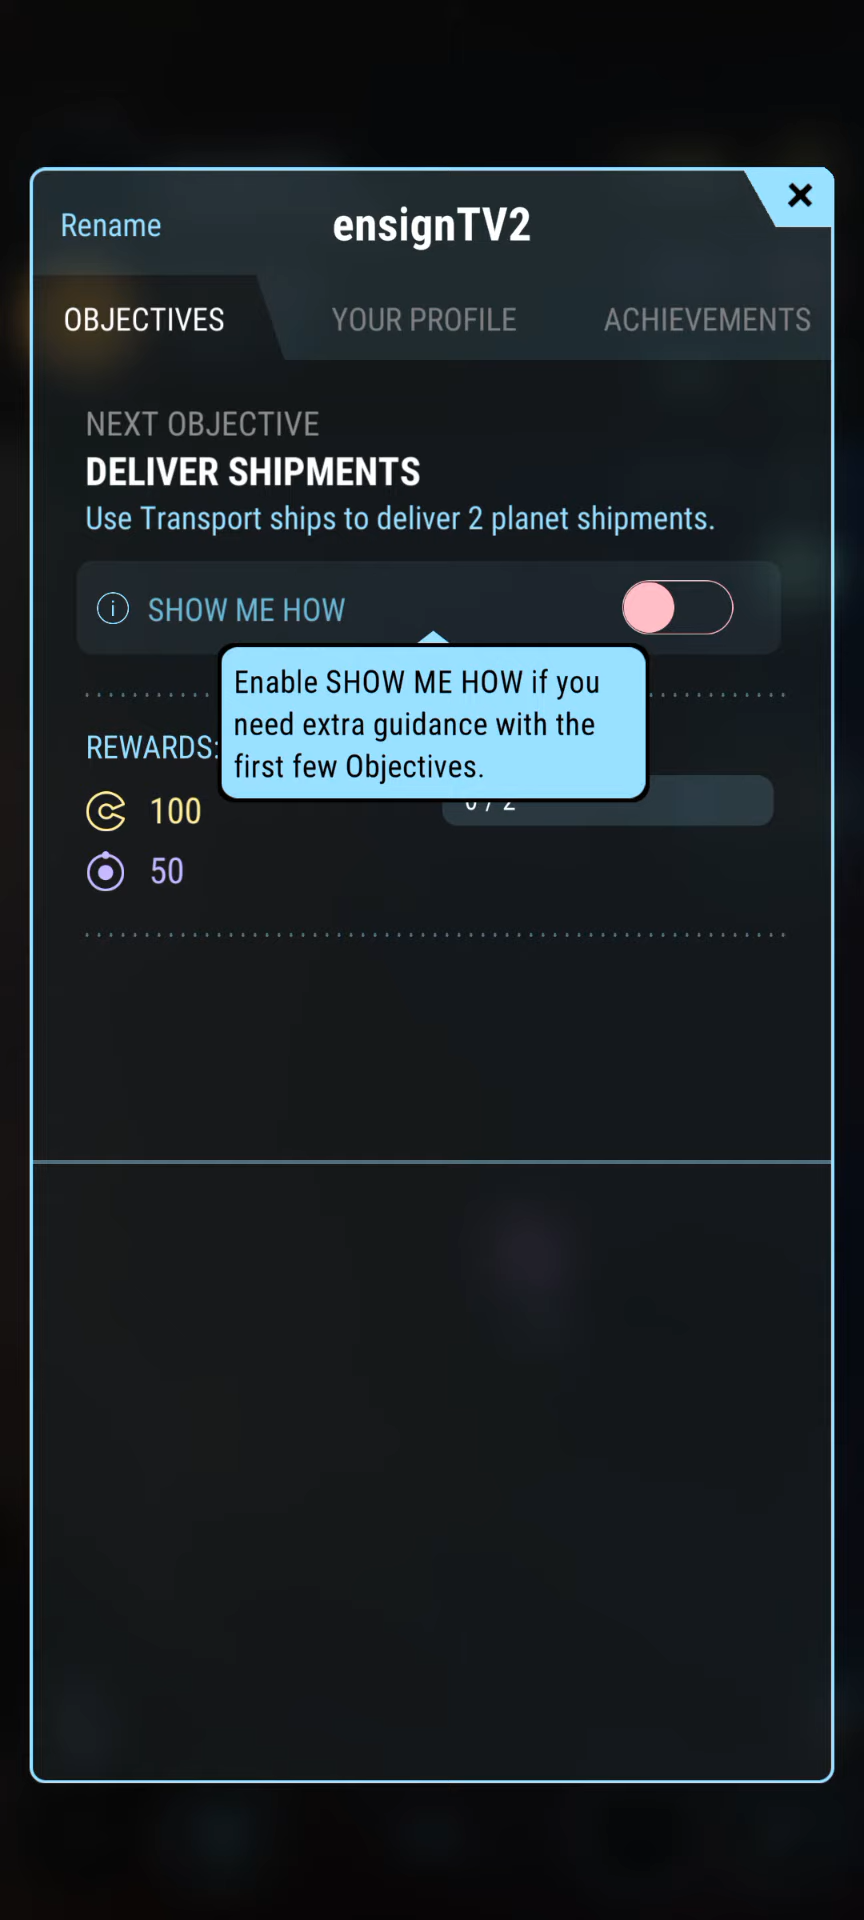 Rename
ensignTV2
OBJECTIVES
YOUR PROFILE
ACHIEVEMENTS
NEXT OBJECTIVE
DELIVER SHIPMENTS
Use Transport ships to deliver 2 planet shipments.
SHOW ME HOW
Enable SHOW ME HOW if you
need extra guidance with the
first few Objectives.
REWARDS:
0 / 2
100
50